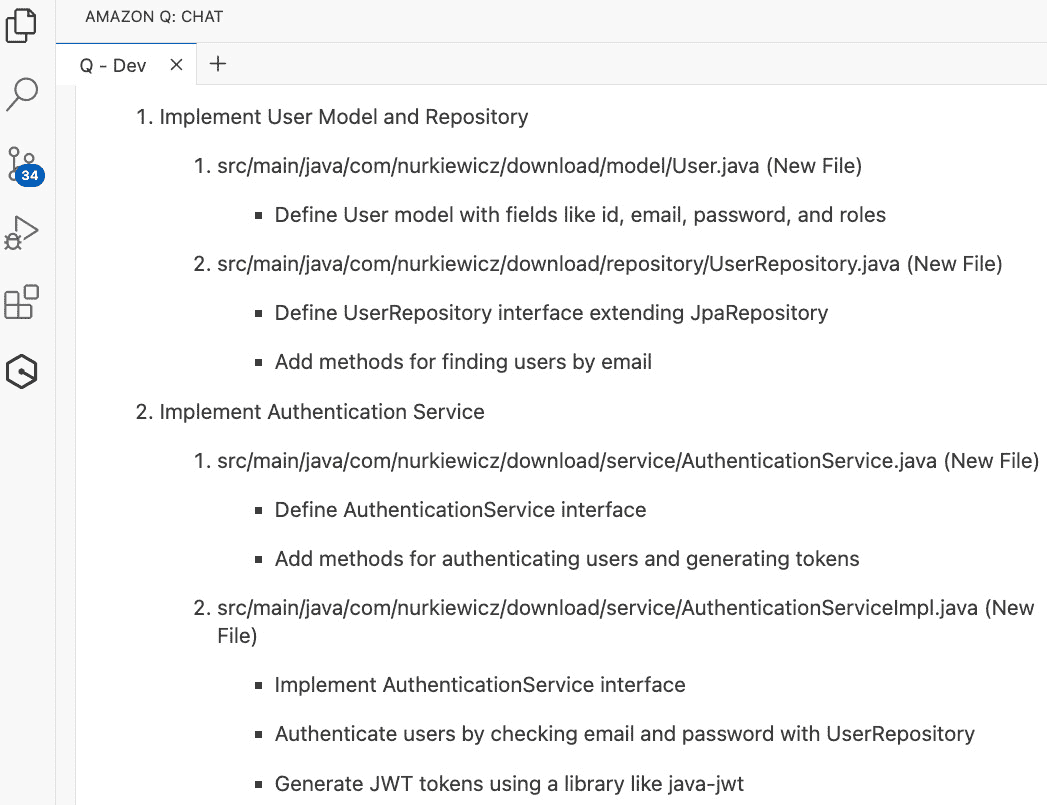 AMAZON Q: CHAT
Q - Dev
34
1. Implement User Model and Repository
1. src/main/java/com/nurkiewicz/download/model/User.java (New File)
▪ Define User model with fields like id, email, password, and roles
2. src/main/java/com/nurkiewicz/download/repository/UserRepository.java (New File)
▪ Define UserRepository interface extending JpaRepository
▪ Add methods for finding users by email
2. Implement Authentication Service
1. src/main/java/com/nurkiewicz/download/service/AuthenticationService.java (New File)
▪ Define AuthenticationService interface
▪ Add methods for authenticating users and generating tokens
2. src/main/java/com/nurkiewicz/download/service/AuthenticationServiceImpl.java (New
File)
▪ Implement AuthenticationService interface
▪ Authenticate users by checking email and password with UserRepository
▪ Generate JWT tokens using a library like java-jwt